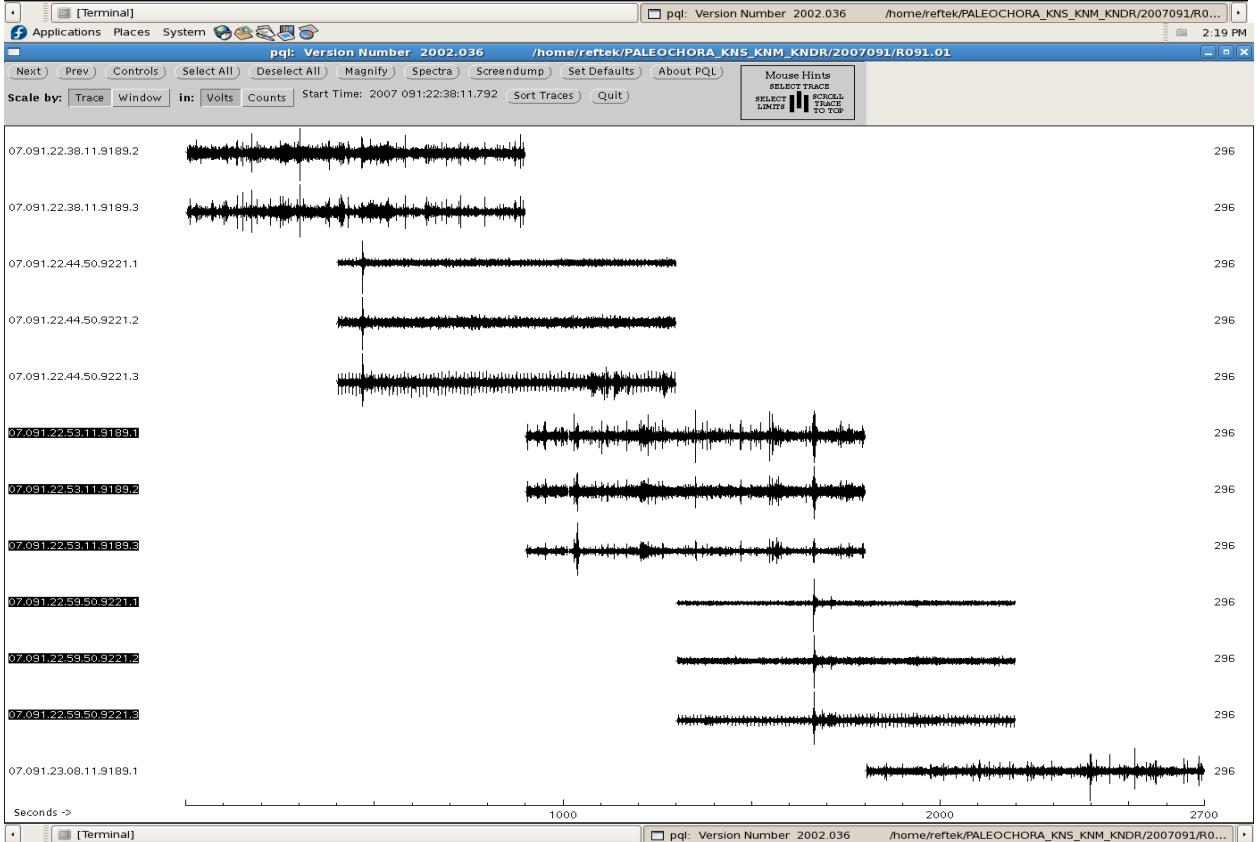 [Terminal] pql: Version Number 2002.036 /home/reftek/PALEOCHORA_KNS_KNM_KNDR/2007091/R0...
Applications Places System 2:19 PM
pql: Version Number 2002.036 /home/reftek/PALEOCHORA_KNS_KNM_KNDR/2007091/R091.01
Next Prev Controls Select All Deselect All Magnify Spectra Screendump Set Defaults About PQL
Scale by: Trace Window in: Volts Counts Start Time: 2007 091:22:38:11.792 Sort Traces Quit
Mouse Hints
SELECT TRACE
SELECT LIMITS
SCROLL TRACE TO TOP
07.091.22.38.11.9189.2 296
07.091.22.38.11.9189.3 296
07.091.22.44.50.9221.1 296
07.091.22.44.50.9221.2 296
07.091.22.44.50.9221.3 296
07.091.22.53.11.9189.1 296
07.091.22.53.11.9189.2 296
07.091.22.53.11.9189.3 296
07.091.22.59.50.9221.1 296
07.091.22.59.50.9221.2 296
07.091.22.59.50.9221.3 296
07.091.23.08.11.9189.1 296
Seconds -> 1000 2000 2700
[Terminal] pql: Version Number 2002.036 /home/reftek/PALEOCHORA_KNS_KNM_KNDR/2007091/R0...